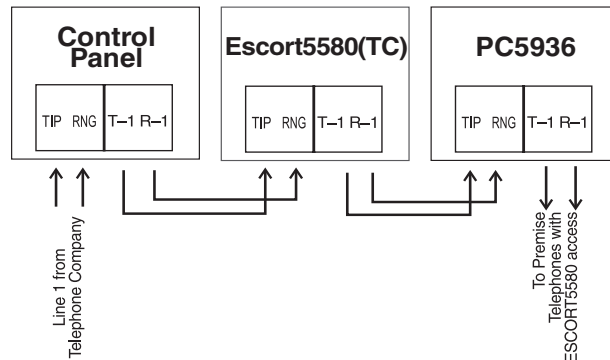 Control
Panel
Escort5580(TC)
PC5936
TIP RNG T–1 R–1
TIP RNG T–1 R–1
TIP RNG T–1 R–1
Line 1 from
Telephone Company
To Premise
Telephones with
ESCORT5580 access